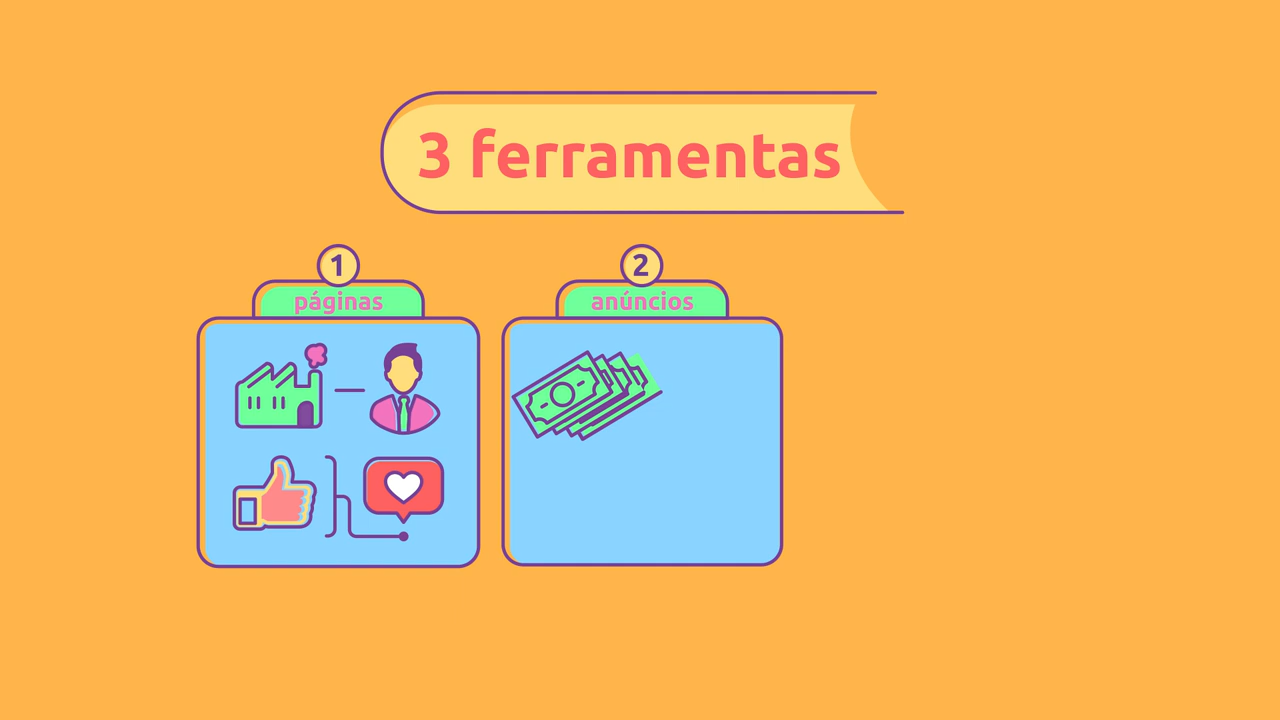 3 ferramentas
1
páginas
2
anúncios